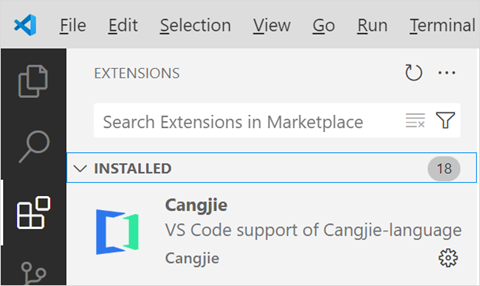 File Edit Selection View Go Run Terminal
EXTENSIONS
Search Extensions in Marketplace
INSTALLED 18
Cangjie
VS Code support of Cangjie-language
Cangjie